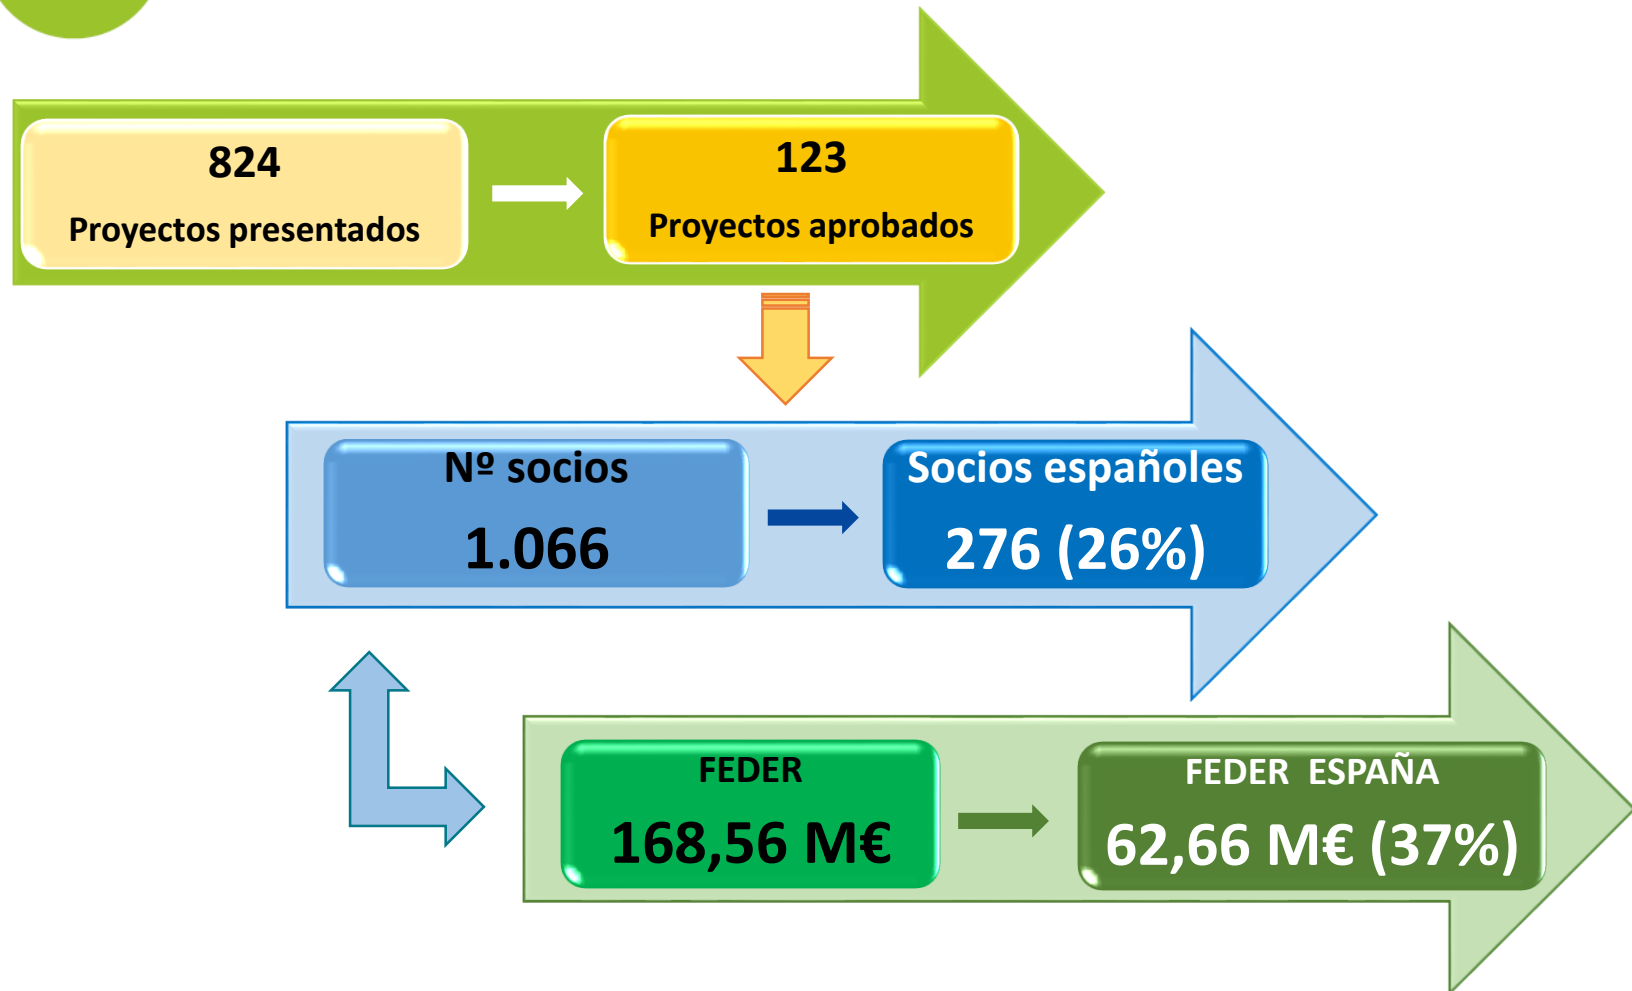 824
Proyectos presentados
123
Proyectos aprobados
Nº socios
1.066
Socios españoles
276 (26%)
FEDER
168,56 M€
FEDER ESPAÑA
62,66 M€ (37%)